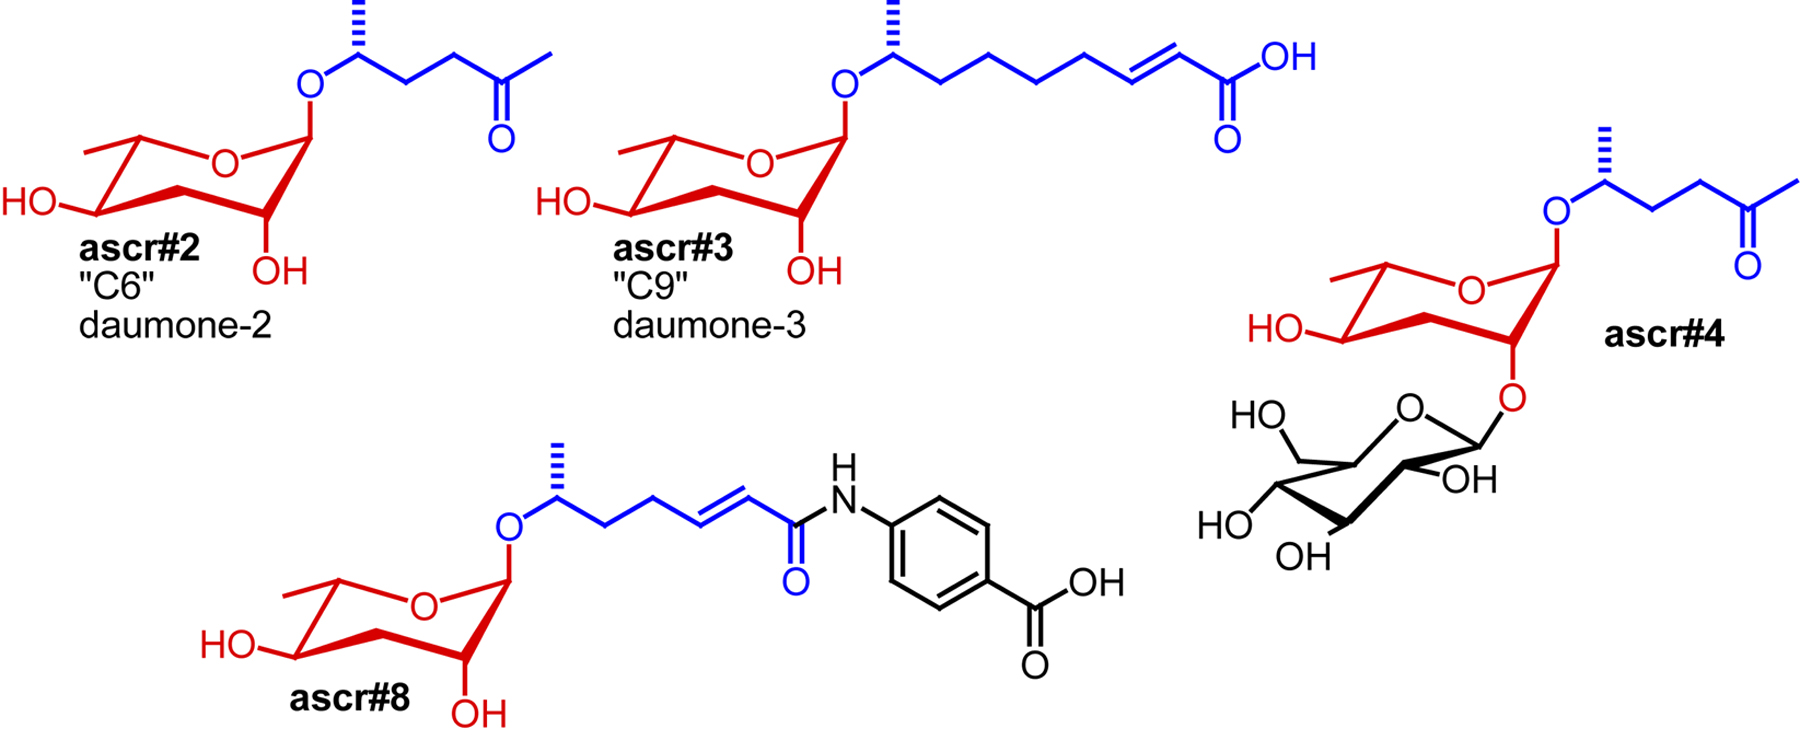 O
O
O
HO
OH
ascr#2
"C6"
daumone-2
O
OH
O
O
HO
OH
ascr#3
"C9"
daumone-3
O
O
O
HO
ascr#4
O
HO
O
OH
HO
OH
O
H
N
O
O
HO
OH
O
OH
ascr#8